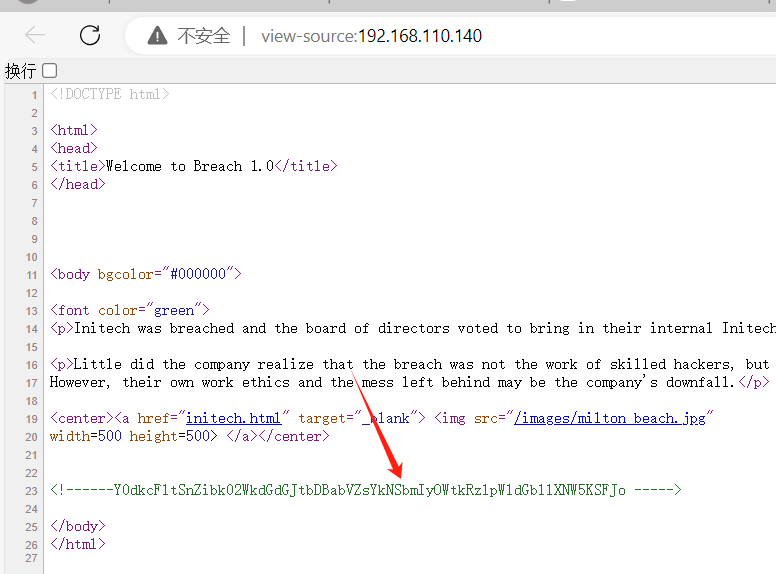 不安全 | view-source:192.168.110.140
换行
1 <!DOCTYPE html>
2
3 <html>
4 <head>
5 <title>Welcome to Breach 1.0</title>
6 </head>
7
8
9
10
11 <body bgcolor="#000000">
12
13 <font color="green">
14 <p>Initech was breached and the board of directors voted to bring in their internal Initech
15
16 <p>Little did the company realize that the breach was not the work of skilled hackers, but
17 However, their own work ethics and the mess left behind may be the company's downfall.</p>
18
19 <center><a href="initech.html" target="_blank"> <img src="/images/milton_beach.jpg"
20 width=500 height=500> </a></center>
21
22
23 <!------Y0dkcFltSnZibk02WkdGdGJtbDBabVZsYkNSbmIyOWtkRzlpWldGblllXNW5KSFJo ----->
24
25 </body>
26 </html>
27